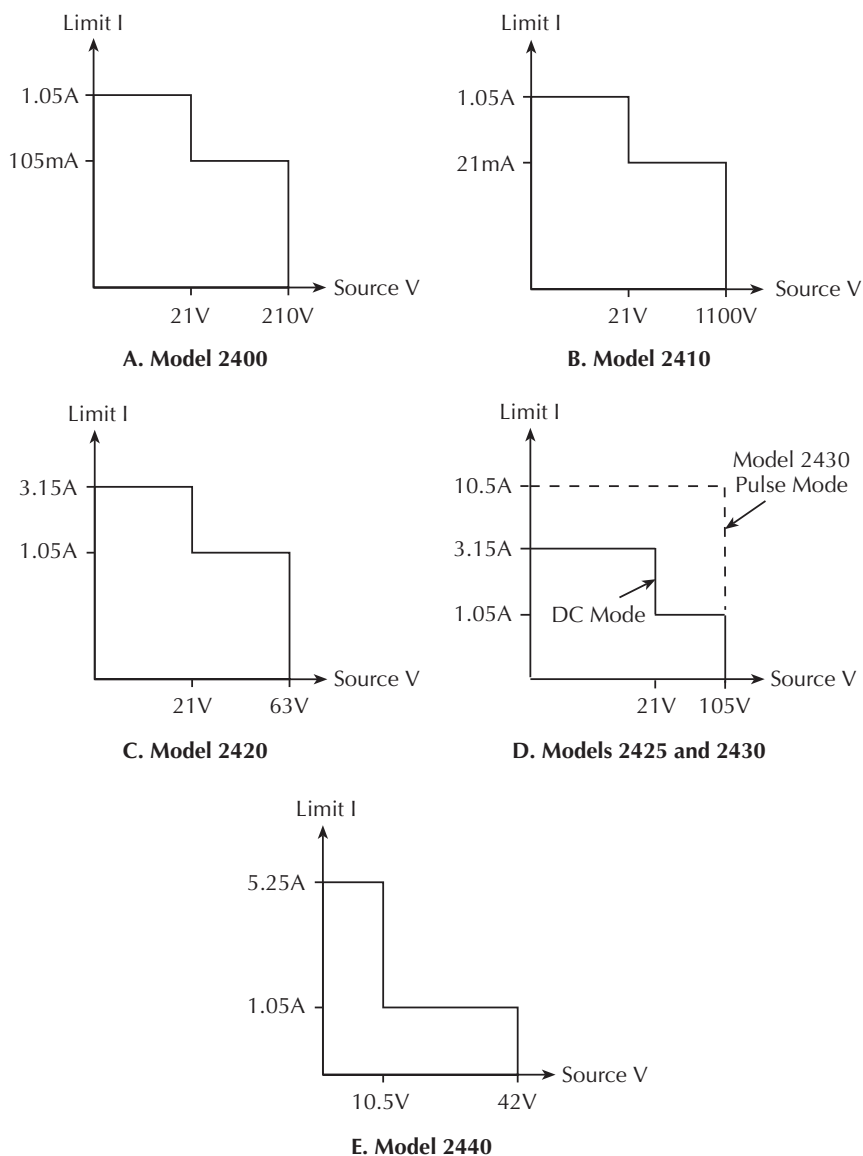 Limit I
1.05A
105mA
Source V
21V 210V
A. Model 2400
Limit I
1.05A
21mA
Source V
21V 1100V
B. Model 2410
Limit I
3.15A
1.05A
Source V
21V 63V
C. Model 2420
Limit I
Model 2430
Pulse Mode
10.5A
3.15A
DC Mode
1.05A
Source V
21V 105V
D. Models 2425 and 2430
Limit I
5.25A
1.05A
Source V
10.5V 42V
E. Model 2440